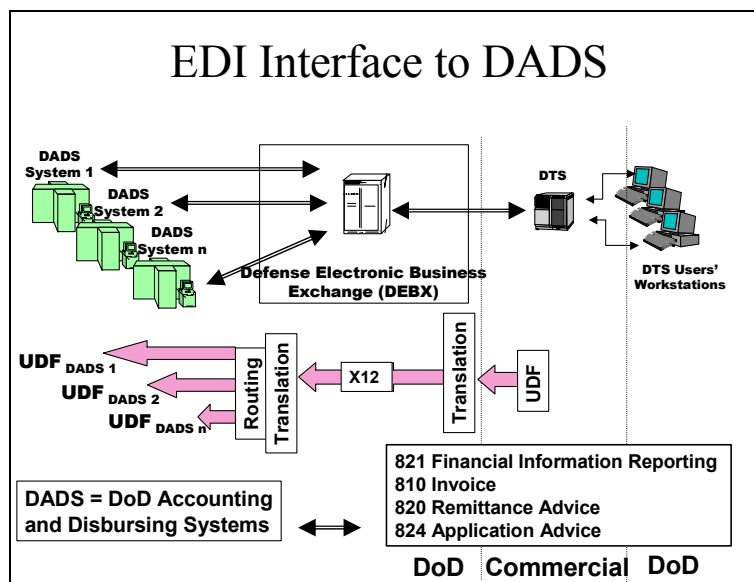 EDI Interface to DADS
DADS
System 1
DADS
System 2
DADS
System n
DTS
Defense Electronic Business
Exchange (DEBX)
DTS Users'
Workstations
UDF DADS 1
UDF DADS 2
UDF DADS n
Routing
Translation
X12
Translation
UDF
821 Financial Information Reporting
810 Invoice
820 Remittance Advice
824 Application Advice
DADS = DoD Accounting
and Disbursing Systems
DoD
Commercial
DoD